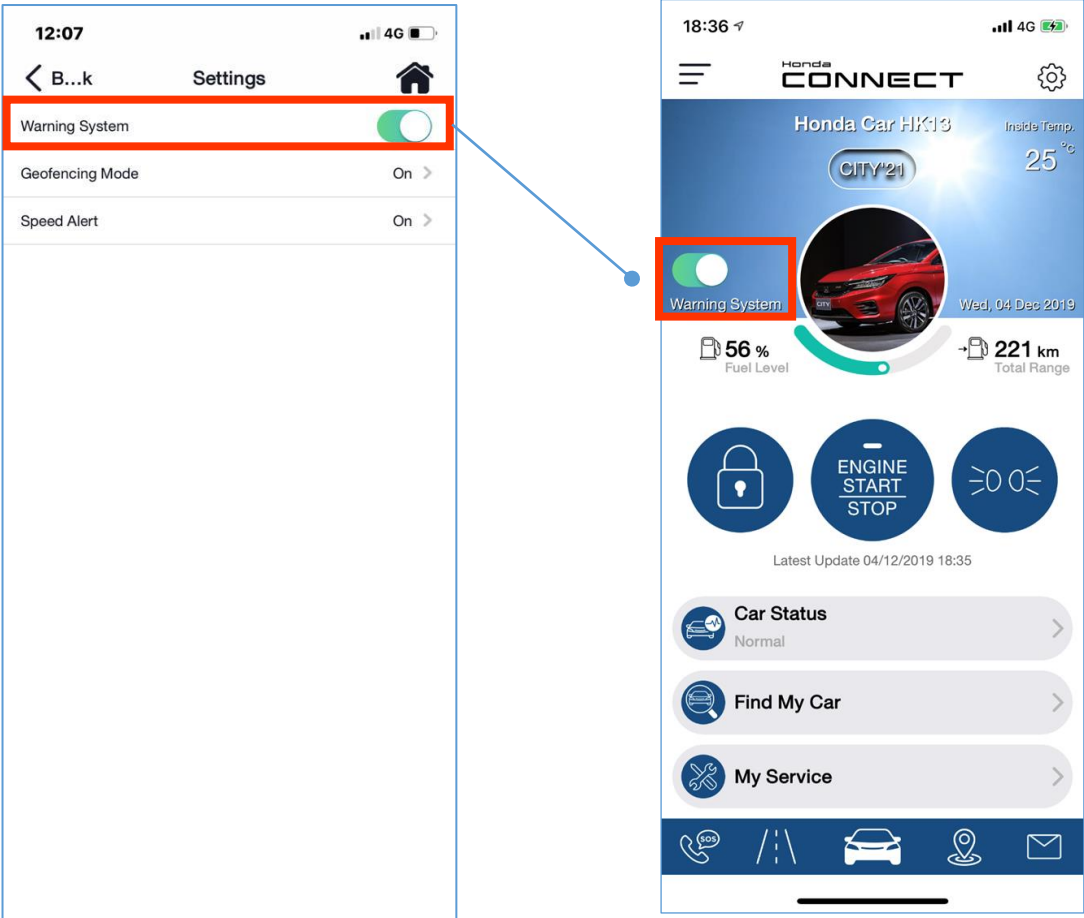 12:07
4G
B...k
Settings
Warning System
Geofencing Mode
On
Speed Alert
On
18:36
4G
Honda
CONNECT
Honda Car HK13
Inside Temp.
CITY'21
25 °C
Warning System
CITY
Wed, 04 Dec 2019
56 %
Fuel Level
221 km
Total Range
ENGINE
START
STOP
Latest Update 04/12/2019 18:35
Car Status
Normal
Find My Car
My Service
SOS